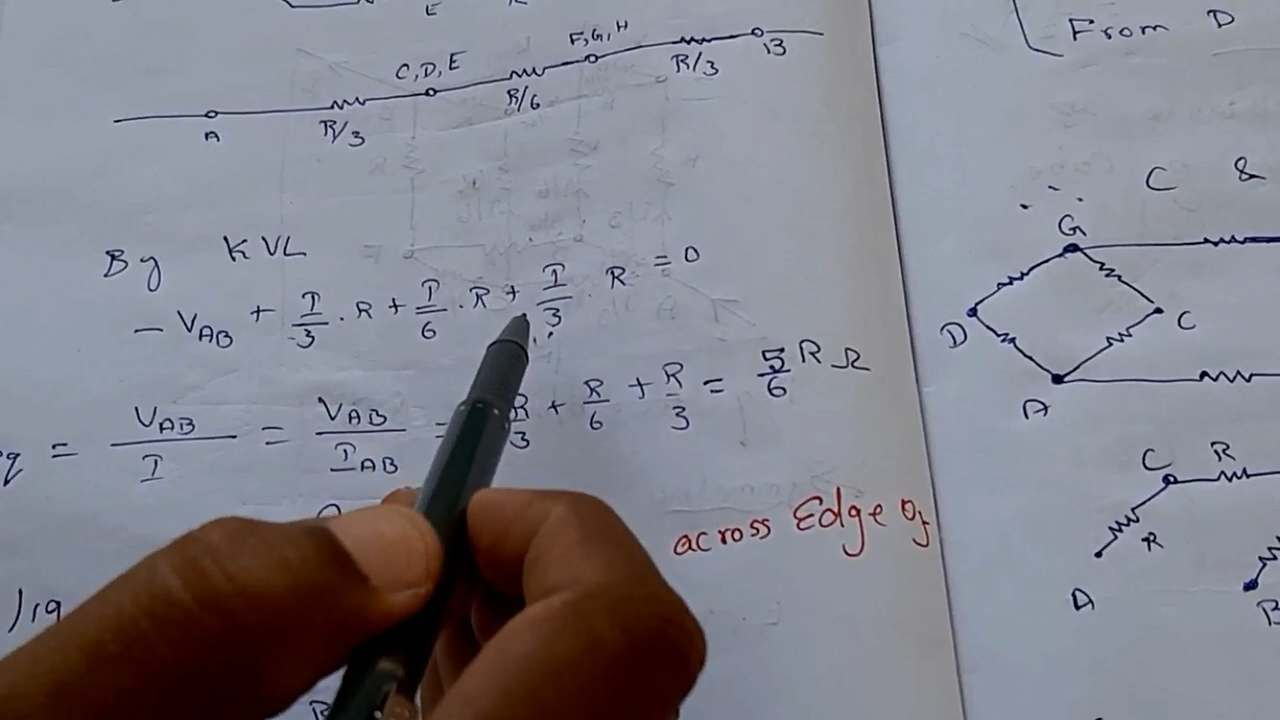 E
C, D, E
F, G, H
A
R/3
R/6
R/3
B
By KVL
- V_AB + I/3 . R + I/6 . R + I/3 . R = 0
q = V_AB / I = V_AB / I_AB = R/3 + R/6 + R/3 = 5/6 R Ω
across Edge Of
From D
C &
G
D
C
A
C
R
R
A
B